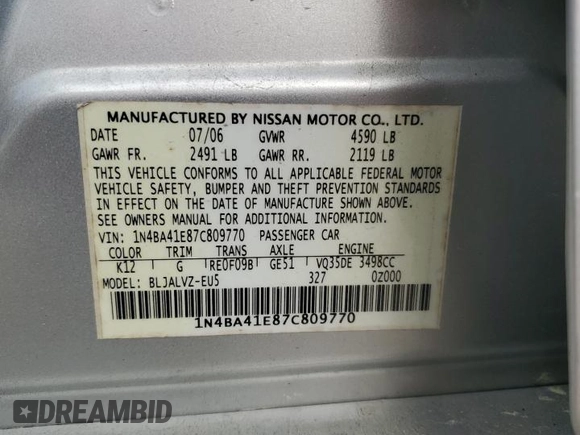 MANUFACTURED BY NISSAN MOTOR CO., LTD.
DATE 07/06 GVWR 4590 LB
GAWR FR. 2491 LB GAWR RR. 2119 LB
THIS VEHICLE CONFORMS TO ALL APPLICABLE FEDERAL MOTOR
VEHICLE SAFETY, BUMPER AND THEFT PREVENTION STANDARDS
IN EFFECT ON THE DATE OF MANUFACTURE SHOWN ABOVE.
SEE OWNERS MANUAL FOR ADDITIONAL INFORMATION.
VIN: 1N4BA41E87C809770 PASSENGER CAR
COLOR TRIM TRANS AXLE ENGINE
K12 G RE0F09B GE51 VQ35DE 3498CC
MODEL: BLJALVZ-EU5 327 0Z000
1N4BA41E87C809770
DREAMBID